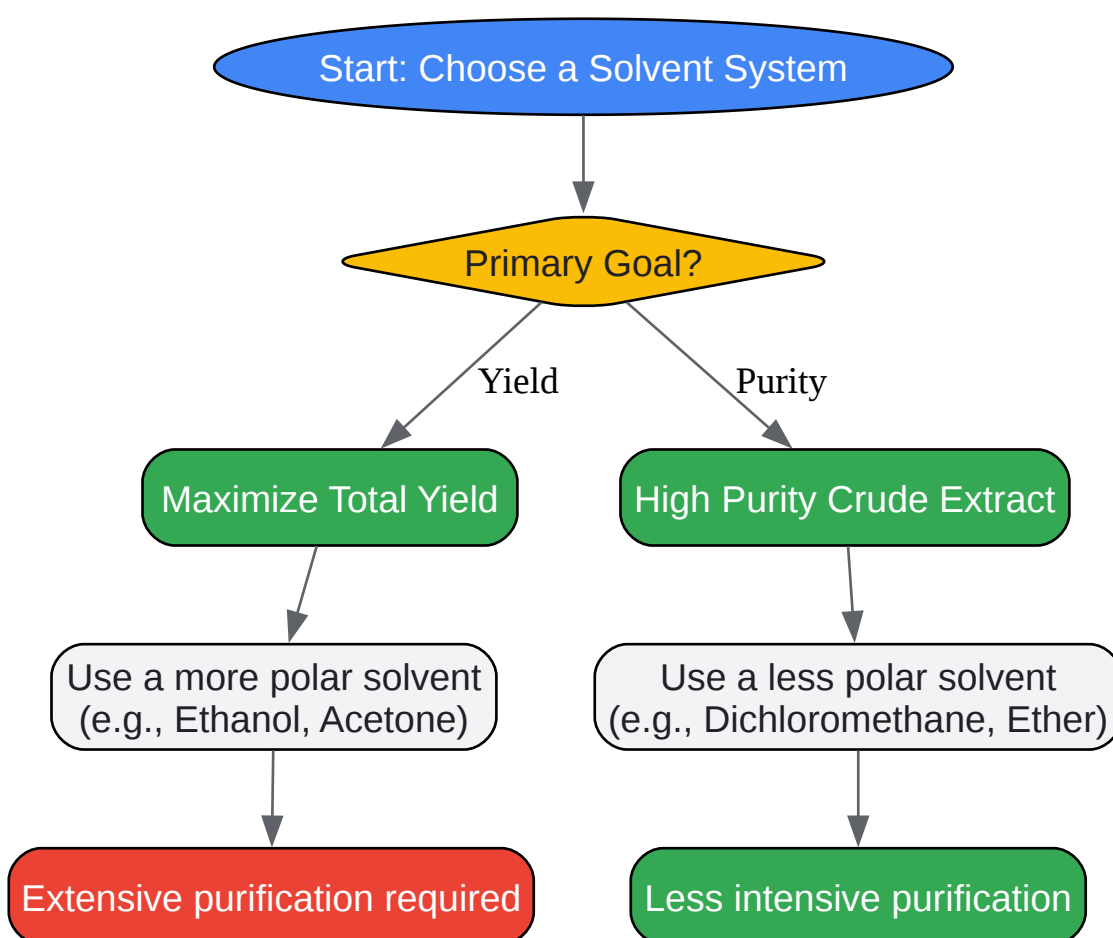 Start: Choose a Solvent System
Primary Goal?
Yield
Purity
Maximize Total Yield
High Purity Crude Extract
Use a more polar solvent
(e.g., Ethanol, Acetone)
Use a less polar solvent
(e.g., Dichloromethane, Ether)
Extensive purification required
Less intensive purification